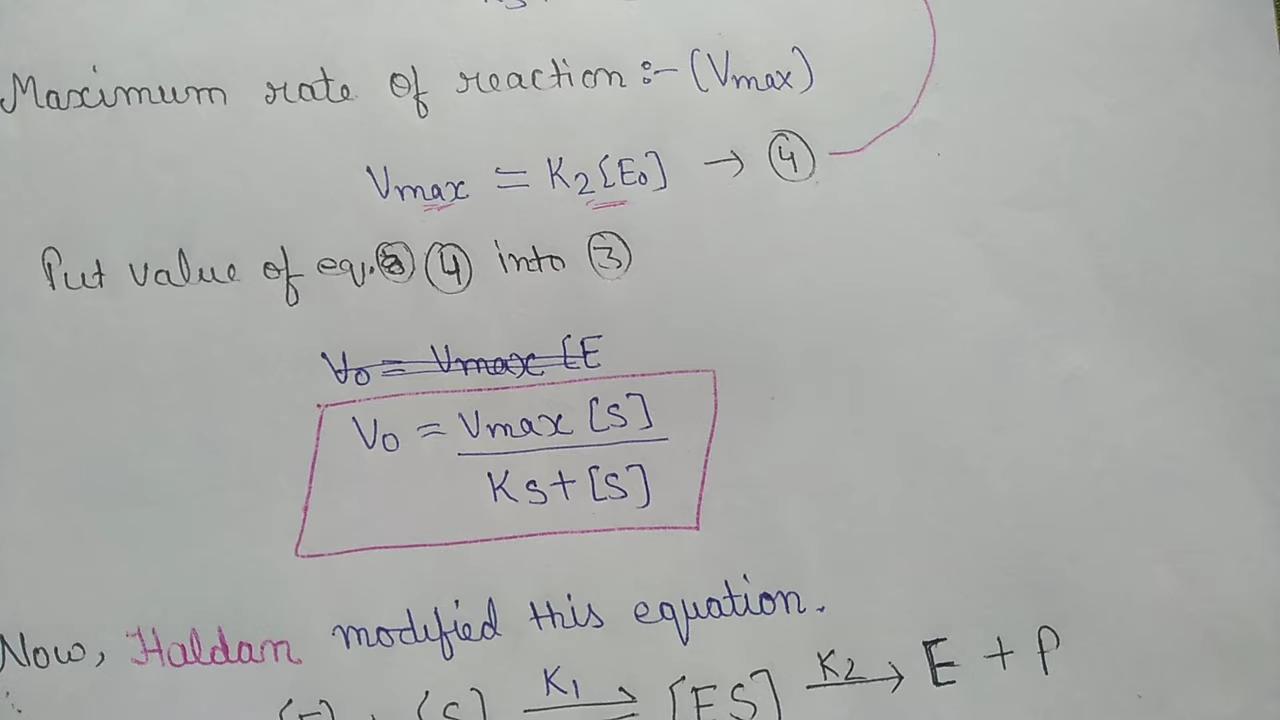 Maximum rate of reaction :- (Vmax)
Vmax = K2[E0] → ④
Put value of eq. ④ into ③
V0 = Vmax [E
V0 = Vmax [S]
Ks + [S]
Now, Haldan modified this equation.
[S] K1 [ES] K2 → E + P